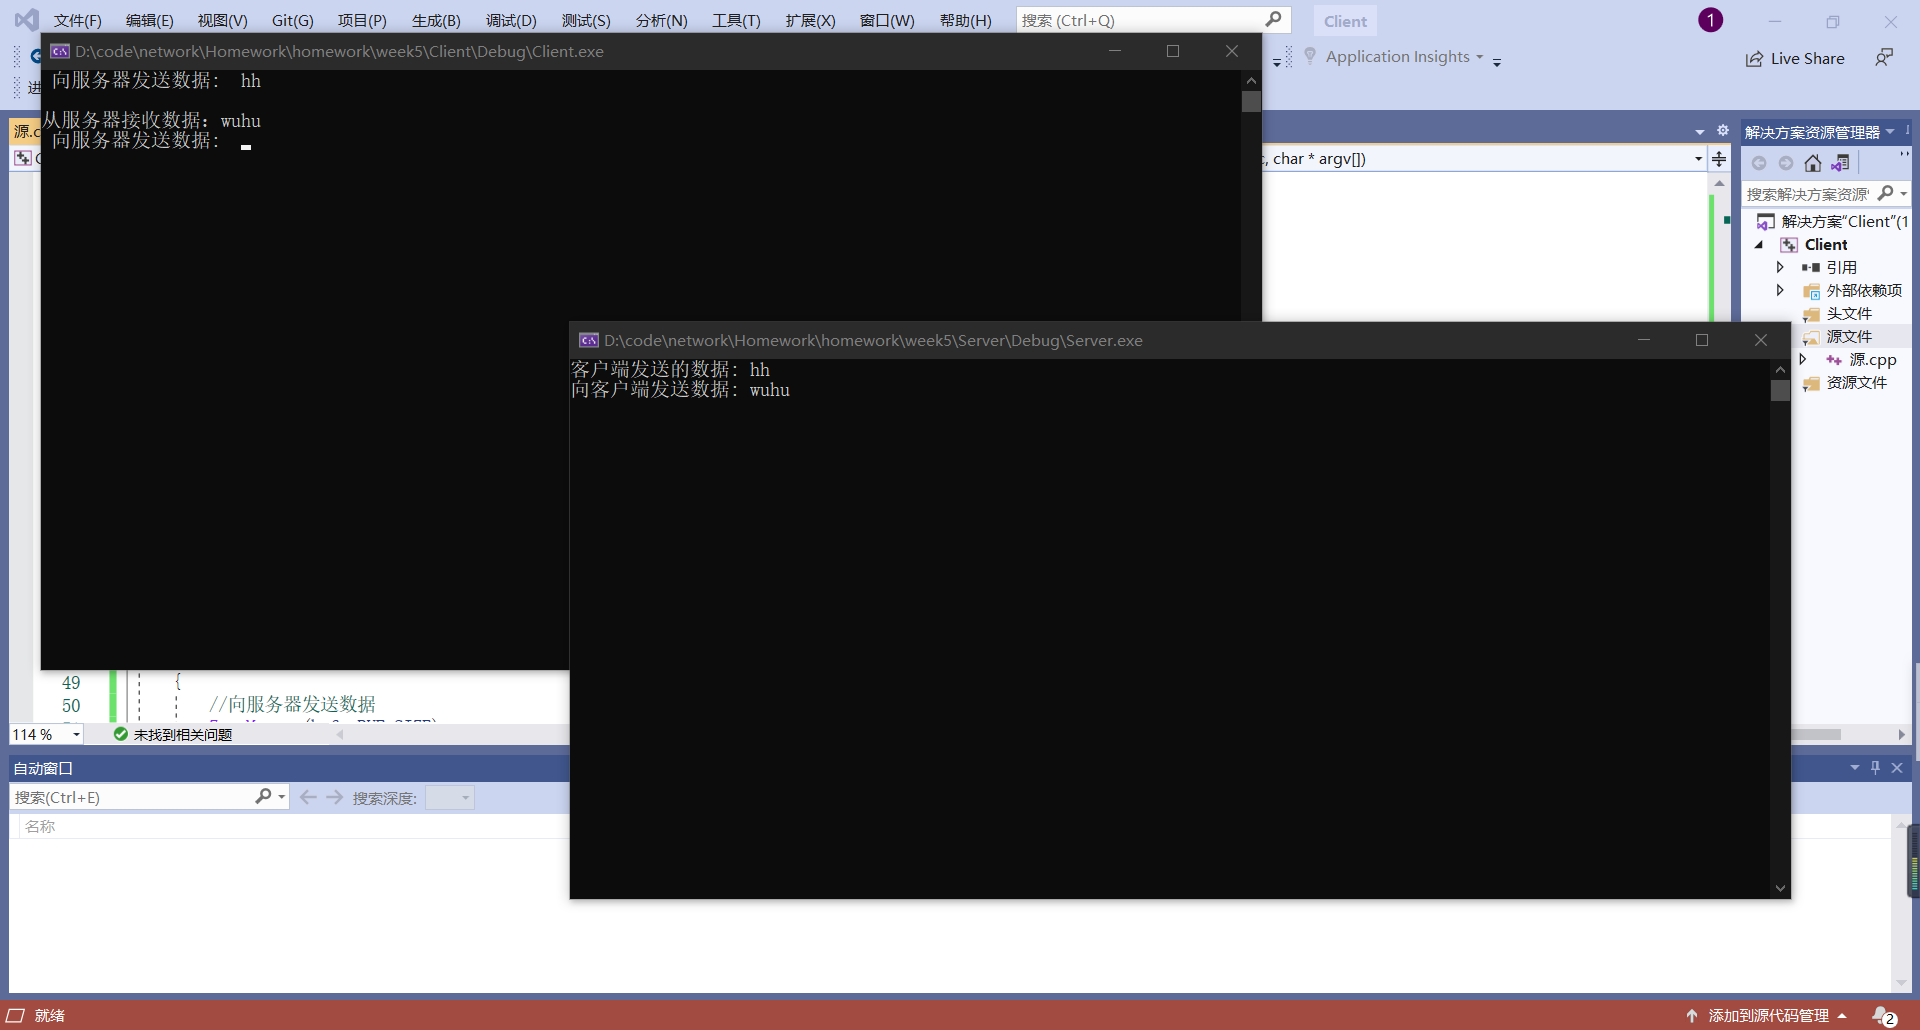 文件(F) 编辑(E) 视图(V) Git(G) 项目(P) 生成(B) 调试(D) 测试(S) 分析(N) 工具(T) 扩展(X) 窗口(W) 帮助(H) 搜索 (Ctrl+Q) Client 1
D:\code\network\Homework\homework\week5\Client\Debug\Client.exe
Application Insights
Live Share
向服务器发送数据： hh
从服务器接收数据：wuhu
向服务器发送数据：
进
源.c
char * argv[])
解决方案资源管理器
搜索解决方案资源
解决方案"Client"(1
Client
引用
外部依赖项
头文件
源文件
源.cpp
资源文件
D:\code\network\Homework\homework\week5\Server\Debug\Server.exe
客户端发送的数据：hh
向客户端发送数据：wuhu
49 {
50 //向服务器发送数据
114 % 未找到相关问题
自动窗口
搜索(Ctrl+E) 搜索深度:
名称
就绪
添加到源代码管理 2